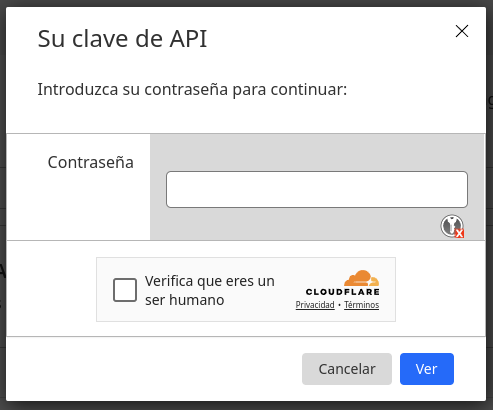 Su clave de API
Introduzca su contraseña para continuar:
Contraseña
Verifica que eres un
ser humano
CLOUDFLARE
Privacidad • Términos
Cancelar
Ver